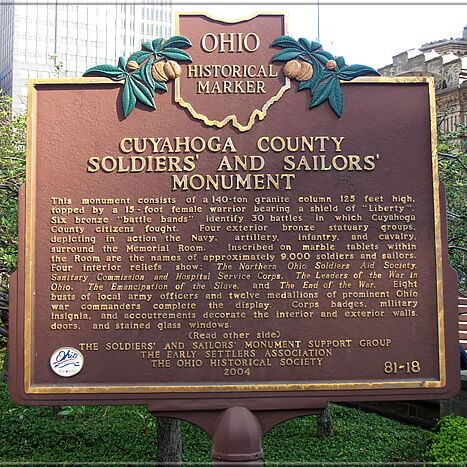 OHIO
HISTORICAL
MARKER
CUYAHOGA COUNTY
SOLDIERS' AND SAILORS'
MONUMENT
This monument consists of a 140-ton granite column 125 feet high,
topped by a 15-foot female warrior bearing a shield of "Liberty".
Six bronze "battle bands" identify 30 battles in which Cuyahoga
County citizens fought. Four exterior bronze statuary groups,
depicting in action the Navy, artillery, infantry, and cavalry,
surround the Memorial Room. Inscribed on marble tablets within
the Room are the names of approximately 9,000 soldiers and sailors.
Four interior reliefs show: The Northern Ohio Soldiers Aid Society,
Sanitary Commission and Hospital Service Corps, The Leaders of the War in
Ohio, The Emancipation of the Slave, and The End of the War. Eight
busts of local army officers and twelve medallions of prominent Ohio
war commanders complete the display. Corps badges, military
insignia, and accoutrements decorate the interior and exterior walls,
doors, and stained glass windows.
(Read other side)
THE SOLDIERS' AND SAILORS' MONUMENT SUPPORT GROUP
THE EARLY SETTLERS ASSOCIATION
THE OHIO HISTORICAL SOCIETY
2004
81-18
Ohio